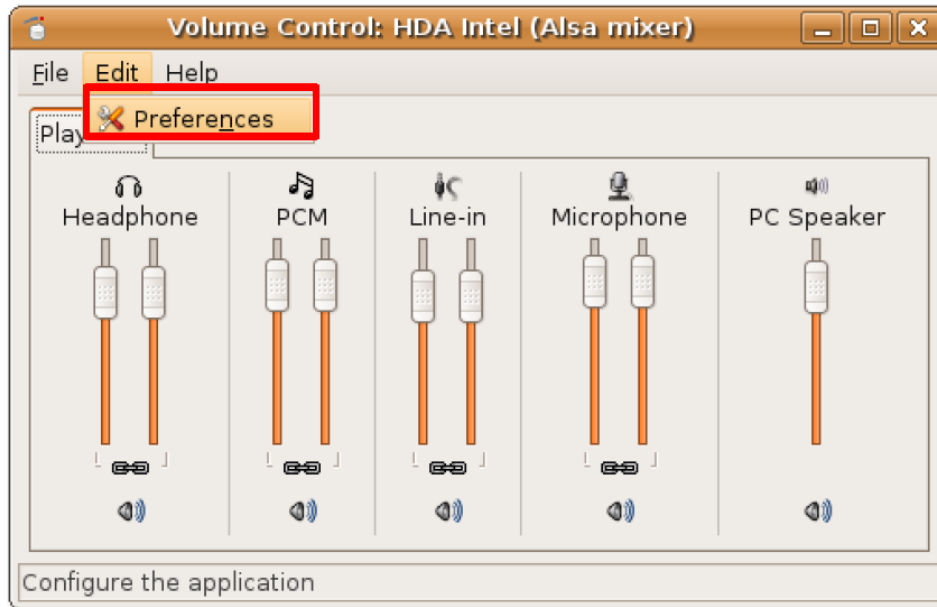 Volume Control: HDA Intel (Alsa mixer)
File Edit Help
Preferences
Play
Headphone PCM Line-in Microphone PC Speaker
Configure the application